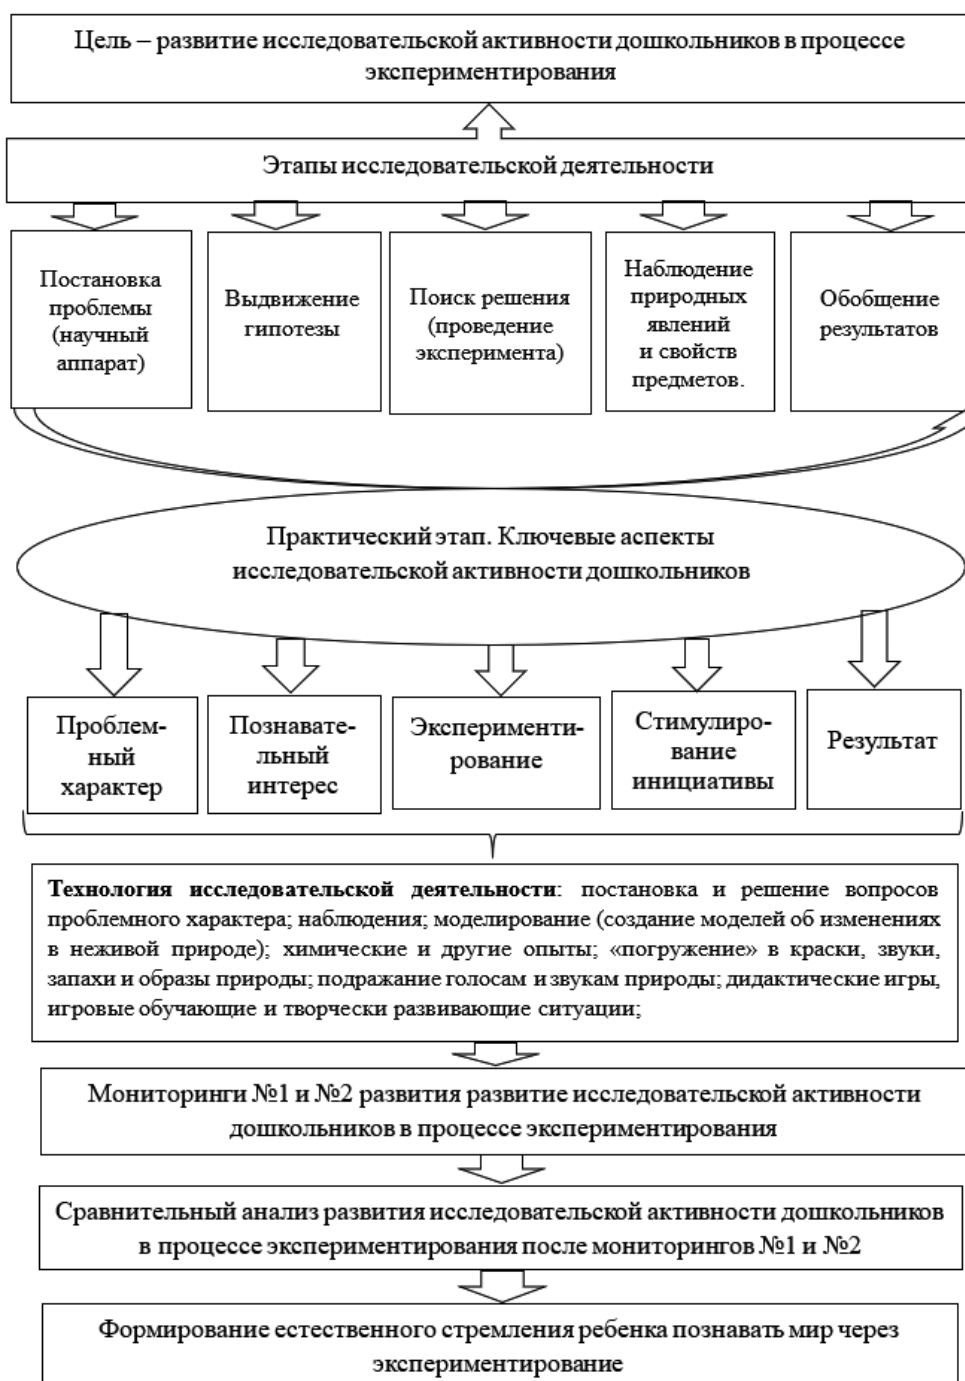 Цель – развитие исследовательской активности дошкольников в процессе
экспериментирования
Этапы исследовательской деятельности
Постановка
проблемы
(научный
аппарат)
Выдвижение
гипотезы
Поиск решения
(проведение
эксперимента)
Наблюдение
природных
явлений
и свойств
предметов.
Обобщение
результатов
Практический этап. Ключевые аспекты
исследовательской активности дошкольников
Проблем-
ный
характер
Познавате-
льный
интерес
Эксперименти-
рование
Стимулиро-
вание
инициативы
Результат
Технология исследовательской деятельности: постановка и решение вопросов
проблемного характера; наблюдения; моделирование (создание моделей об изменениях
в неживой природе); химические и другие опыты; «погружение» в краски, звуки,
запахи и образы природы; подражание голосам и звукам природы; дидактические игры,
игровые обучающие и творчески развивающие ситуации;
Мониторинги №1 и №2 развития развитие исследовательской активности
дошкольников в процессе экспериментирования
Сравнительный анализ развития исследовательской активности дошкольников
в процессе экспериментирования после мониторингов №1 и №2
Формирование естественного стремления ребенка познавать мир через
экспериментирование